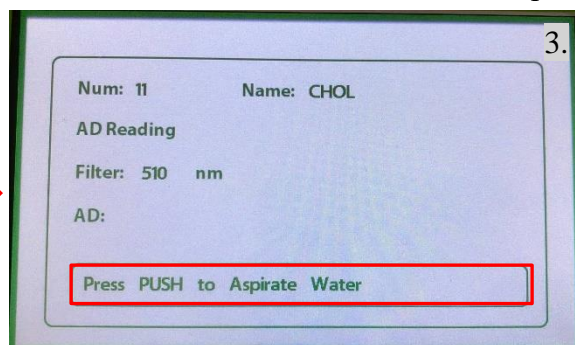 3.
Num: 11 Name: CHOL
AD Reading
Filter: 510 nm
AD:
Press PUSH to Aspirate Water